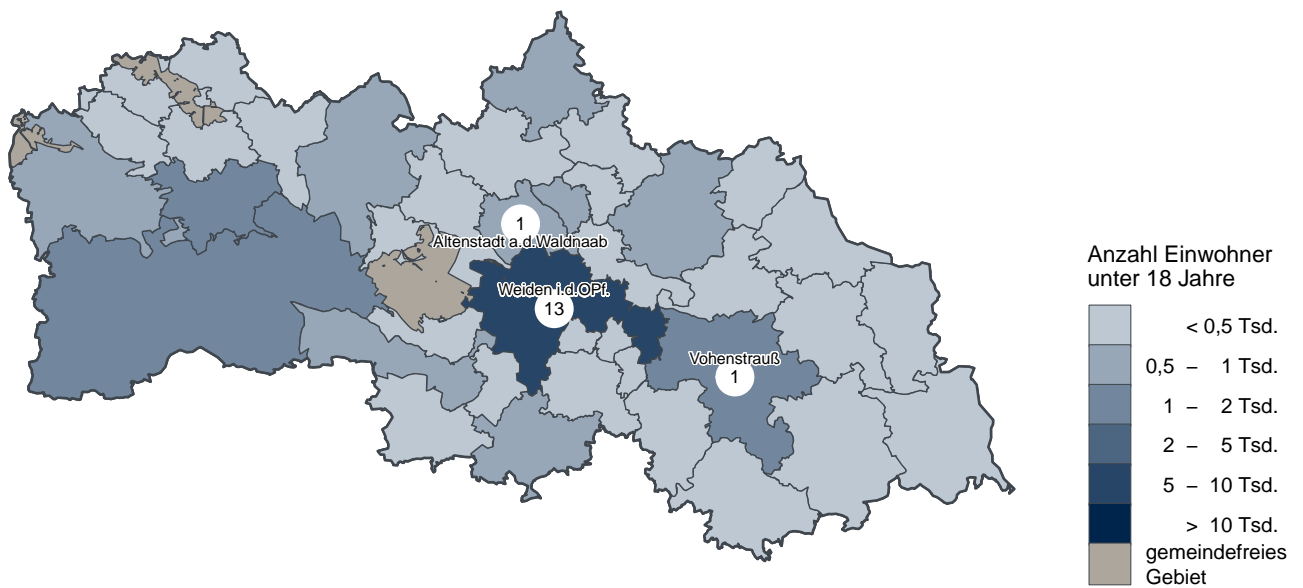 1
Altenstadt a.d.Waldnaab
Weiden i.d.OPf.
13
Vohenstrauß
1
Anzahl Einwohner
unter 18 Jahre
< 0,5 Tsd.
0,5 – 1 Tsd.
1 – 2 Tsd.
2 – 5 Tsd.
5 – 10 Tsd.
> 10 Tsd.
gemeindefreies
Gebiet